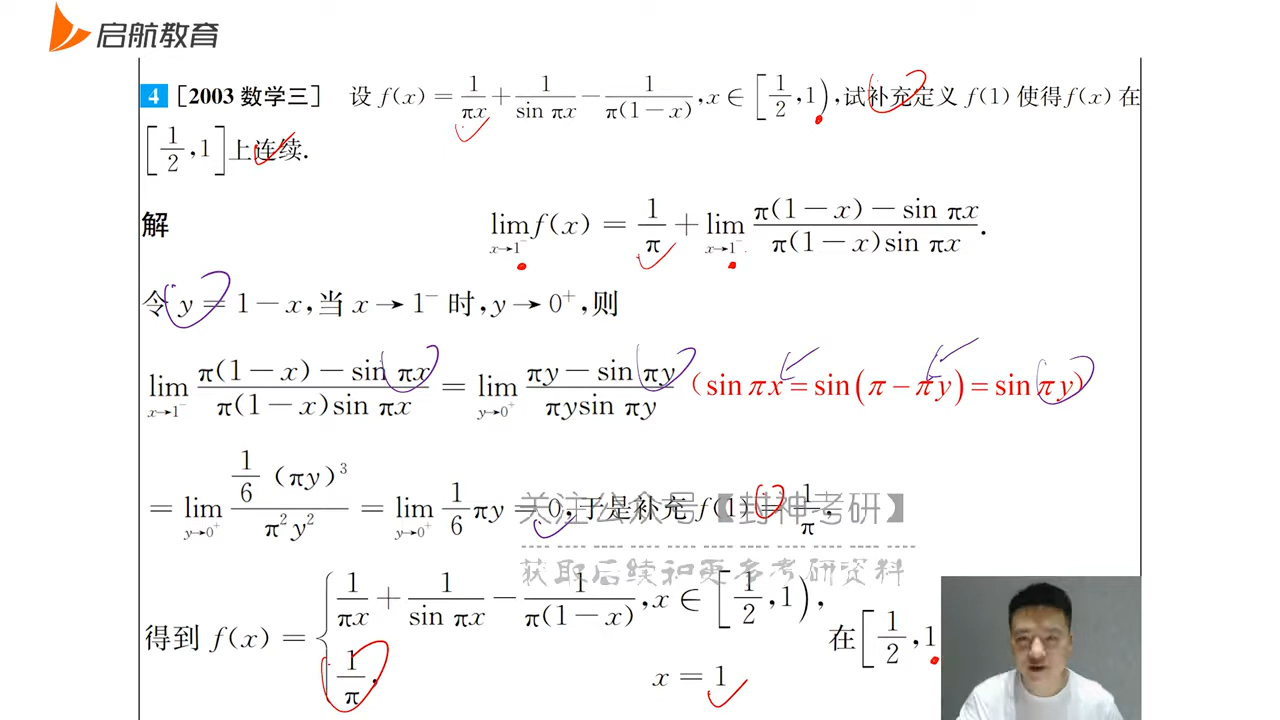 启航教育
4 [2003 数学三] 设 f(x) = 1/(πx) + 1/(sin πx) − 1/(π(1−x)), x ∈ [1/2, 1), 试补充定义 f(1) 使得 f(x) 在
[1/2, 1] 上连续.
解 lim_{x→1⁻} f(x) = 1/π + lim_{x→1⁻} (π(1−x) − sin πx)/(π(1−x)sin πx).
令 y = 1 − x, 当 x → 1⁻ 时, y → 0⁺, 则
lim_{x→1⁻} (π(1−x) − sin πx)/(π(1−x)sin πx) = lim_{y→0⁺} (πy − sin πy)/(πysin πy) (sin πx = sin(π − πy) = sin πy)
= lim_{y→0⁺} (1/6 (πy)³)/(π²y²) = lim_{y→0⁺} 1/6 πy = 0, 于是补充 f(1) = 1/π,
关注公众号【封神考研】
获取后续和更多考研资料
得到 f(x) = { 1/(πx) + 1/(sin πx) − 1/(π(1−x)), x ∈ [1/2, 1), 在 [1/2, 1
1/π, x = 1